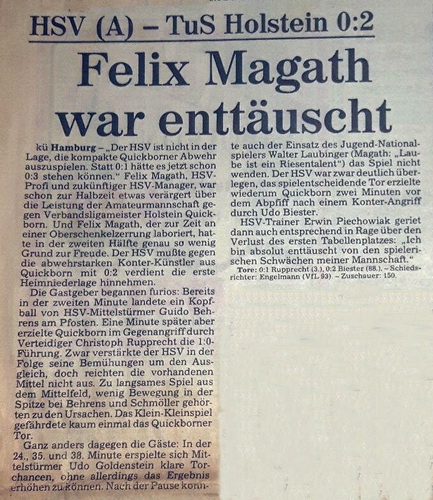 HSV (A) – TuS Holstein 0:2
Felix Magath
war enttäuscht
kü Hamburg – „Der HSV ist nicht in der
Lage, die kompakte Quickborner Abwehr
auszuspielen. Statt 0:1 hätte es jetzt schon
0:3 stehen können.“ Felix Magath, HSV-
Profi und zukünftiger HSV-Manager, war
schon zur Halbzeit etwas verärgert über
die Leistung der Amateurmannschaft ge-
gen Verbandsligameister Holstein Quick-
born. Und Felix Magath, der zur Zeit an
einer Oberschenkelzerrung laboriert, hat-
te in der zweiten Hälfte genau so wenig
Grund zur Freude. Der HSV mußte gegen
die abwehrstarken Konter-Künstler aus
Quickborn mit 0:2 verdient die erste
Heimniederlage hinnehmen.
Die Gastgeber begannen furios: Bereits
in der zweiten Minute landete ein Kopf-
ball von HSV-Mittelstürmer Guido Beh-
rens am Pfosten. Eine Minute später aber
erzielte Quickborn im Gegenangriff durch
Verteidiger Christoph Rupprecht die 1:0-
Führung. Zwar verstärkte der HSV in der
Folge seine Bemühungen um den Aus-
gleich, doch reichten die vorhandenen
Mittel nicht aus. Zu langsames Spiel aus
dem Mittelfeld, wenig Bewegung in der
Spitze bei Behrens und Schmöller gehör-
ten zu den Ursachen. Das Klein-Kleinspiel
gefährdete kaum einmal das Quickborner
Tor.
Ganz anders dagegen die Gäste: In der
24., 35. und 38. Minute erspielte sich Mit-
telstürmer Udo Goldenstein klare Tor-
chancen, ohne allerdings das Ergebnis
erhöhen zu können. Nach der Pause konn-
te auch der Einsatz des Jugend-National-
spielers Walter Laubinger (Magath: „Lau-
be ist ein Riesentalent“) das Spiel nicht
wenden. Der HSV war zwar deutlich über-
legen, das spielentscheidende Tor erzielte
wiederum Quickborn zwei Minuten vor
dem Abpfiff nach einem Konter-Angriff
durch Udo Biester.
HSV-Trainer Erwin Piechowiak geriet
dann auch entsprechend in Rage über den
Verlust des ersten Tabellenplatzes: „Ich
bin absolut enttäuscht von den spieleri-
schen Schwächen meiner Mannschaft.“
Tore: 0:1 Rupprecht (3.), 0:2 Biester (88.). – Schieds-
richter: Engelmann (VfL 93) – Zuschauer: 150.